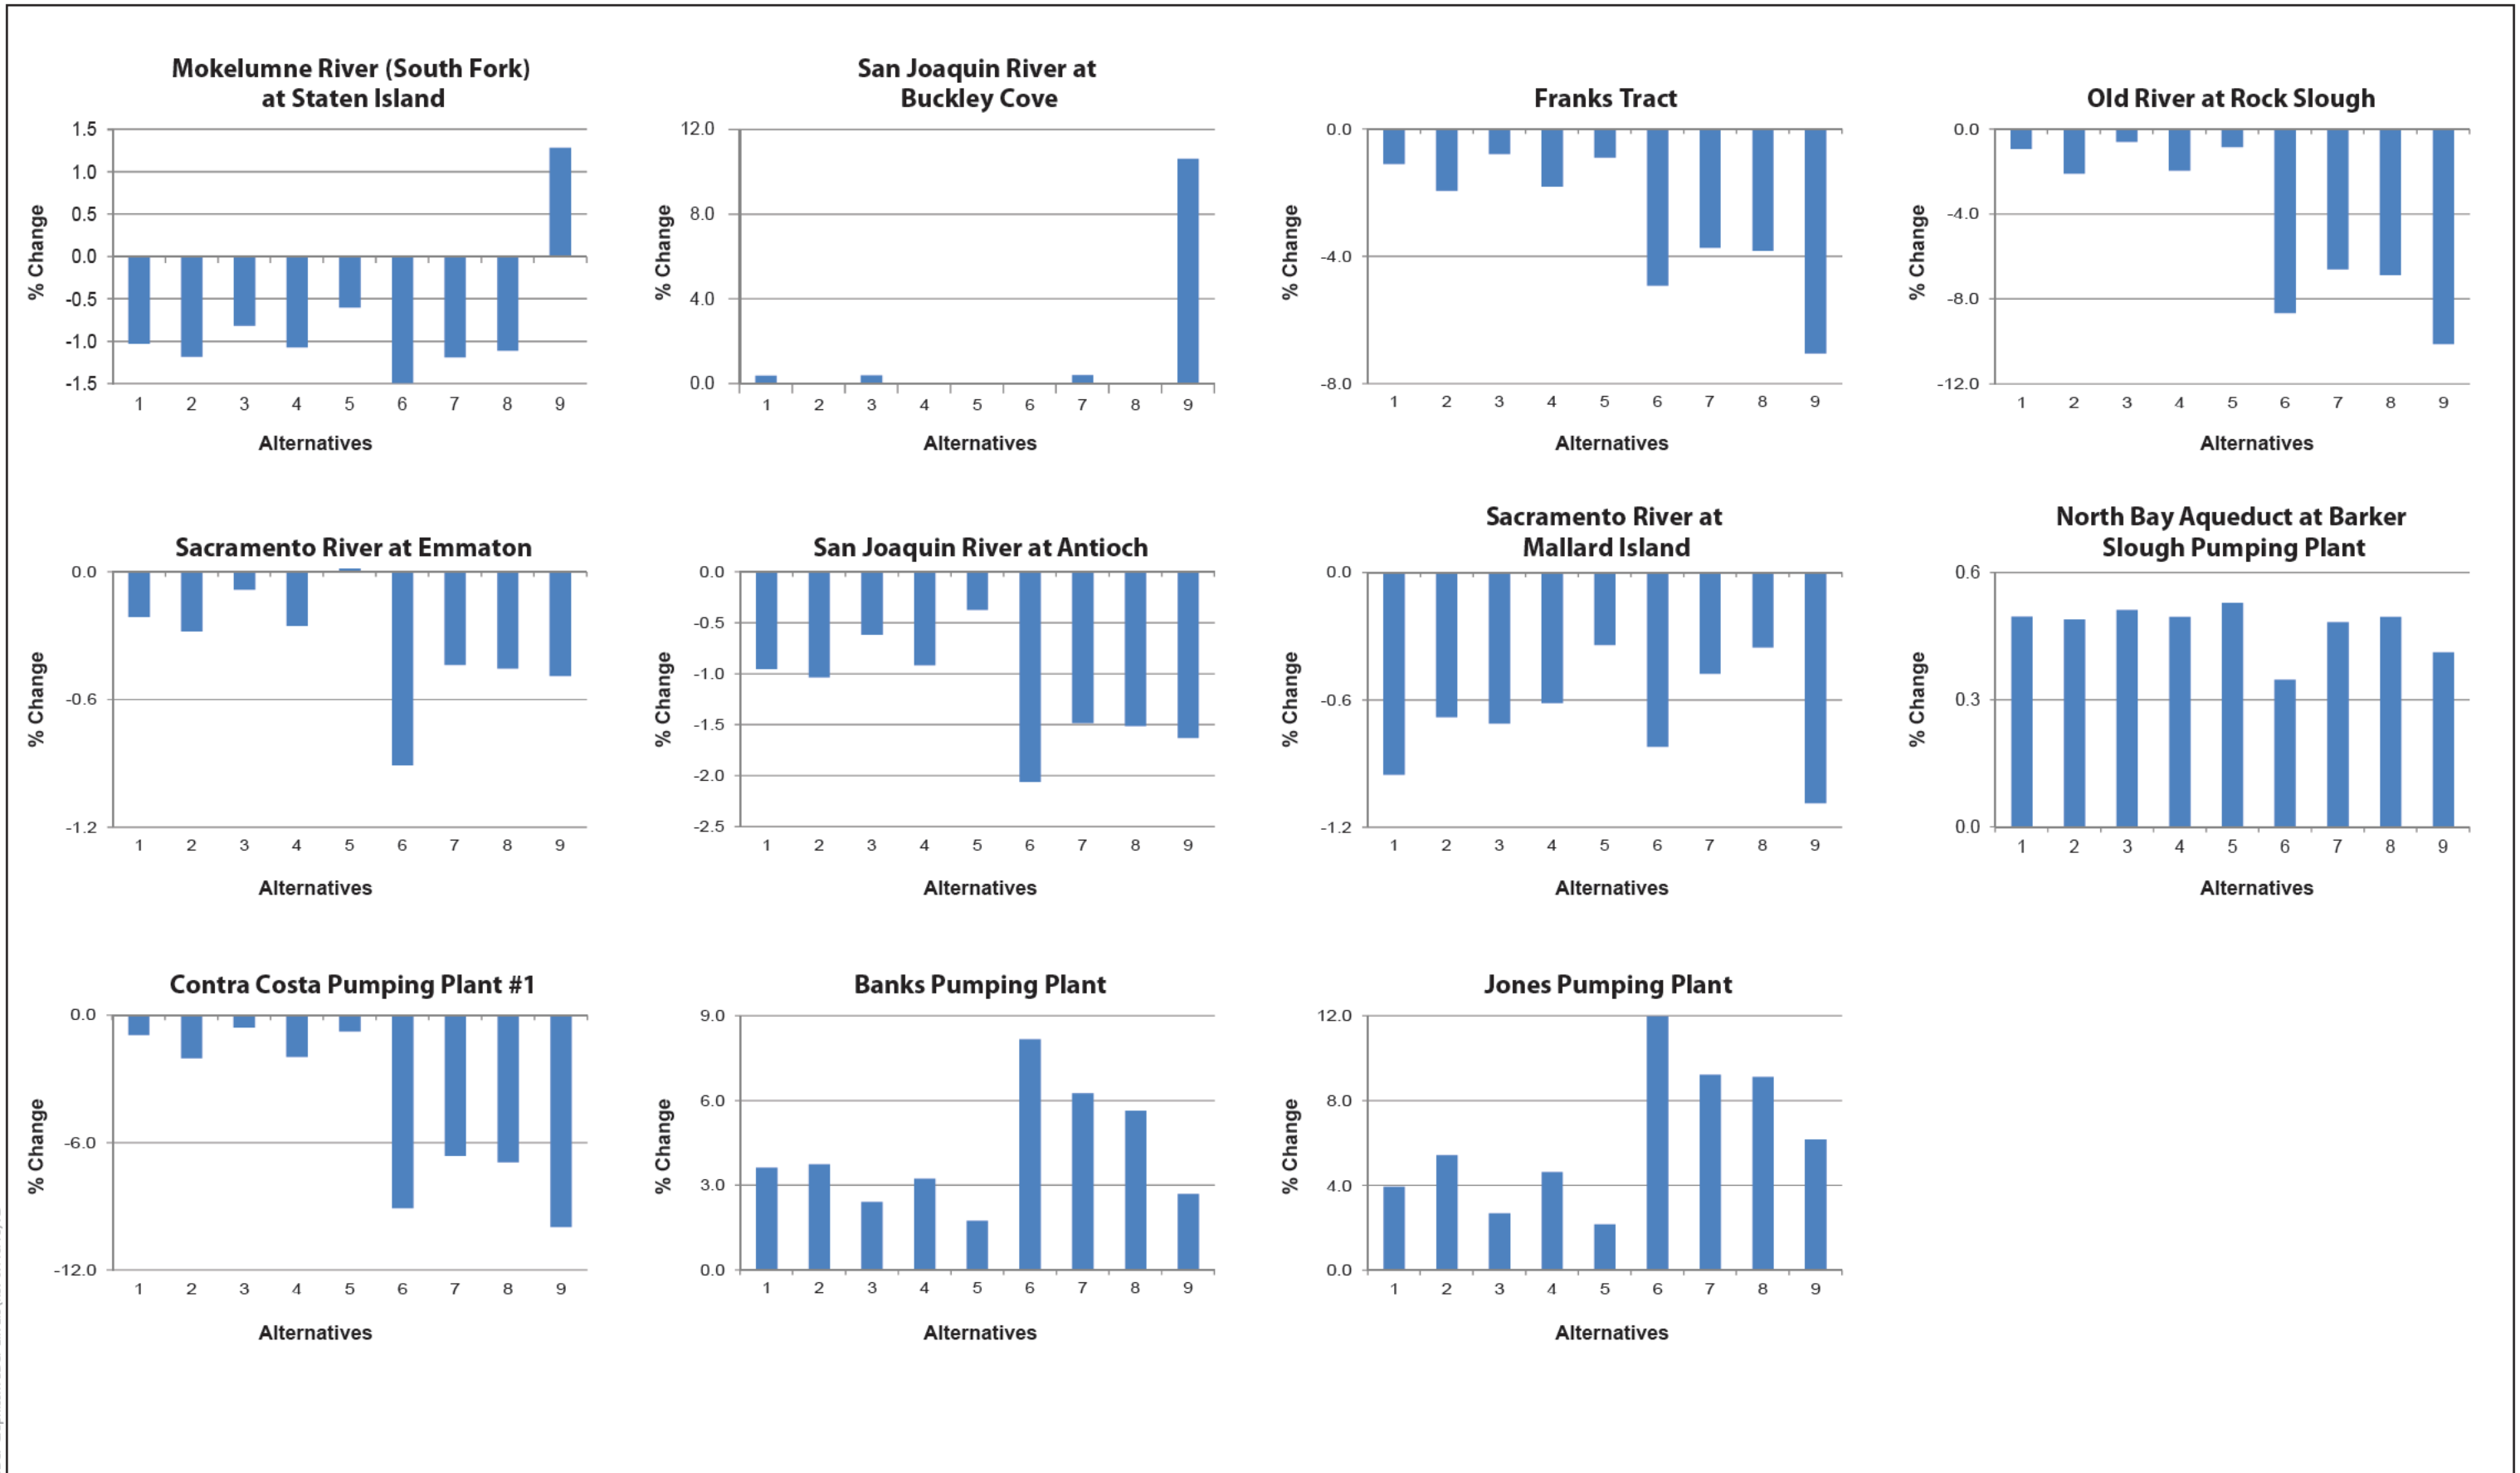 Mokelumne River (South Fork)
at Staten Island
1.5
1.0
0.5
0.0
-0.5
-1.0
-1.5
% Change
1 2 3 4 5 6 7 8 9
Alternatives
San Joaquin River at
Buckley Cove
12.0
8.0
4.0
0.0
% Change
1 2 3 4 5 6 7 8 9
Alternatives
Franks Tract
0.0
-4.0
-8.0
% Change
1 2 3 4 5 6 7 8 9
Alternatives
Old River at Rock Slough
0.0
-4.0
-8.0
-12.0
% Change
1 2 3 4 5 6 7 8 9
Alternatives
Sacramento River at Emmaton
0.0
-0.6
-1.2
% Change
1 2 3 4 5 6 7 8 9
Alternatives
San Joaquin River at Antioch
0.0
-0.5
-1.0
-1.5
-2.0
-2.5
% Change
1 2 3 4 5 6 7 8 9
Alternatives
Sacramento River at
Mallard Island
0.0
-0.6
-1.2
% Change
1 2 3 4 5 6 7 8 9
Alternatives
North Bay Aqueduct at Barker
Slough Pumping Plant
0.6
0.3
0.0
% Change
1 2 3 4 5 6 7 8 9
Alternatives
Contra Costa Pumping Plant #1
0.0
-6.0
-12.0
% Change
1 2 3 4 5 6 7 8 9
Alternatives
Banks Pumping Plant
9.0
6.0
3.0
0.0
% Change
1 2 3 4 5 6 7 8 9
Alternatives
Jones Pumping Plant
12.0
8.0
4.0
0.0
% Change
1 2 3 4 5 6 7 8 9
Alternatives